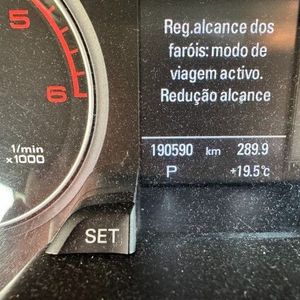 Reg.alcance dos
faróis: modo de
viagem activo.
Redução alcance
190590 km 289.9
P +19.5°c
5
6
1/min
x1000
SET